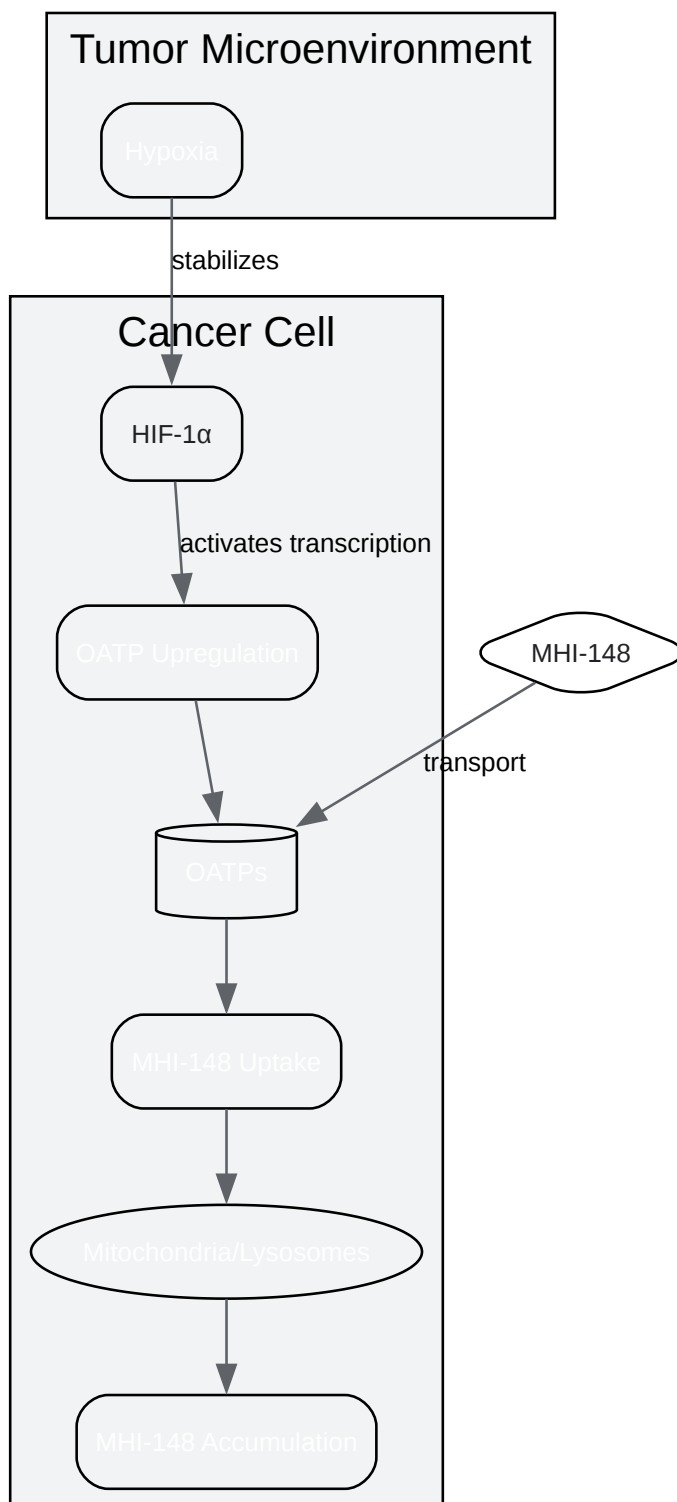 Tumor Microenvironment
Hypoxia
stabilizes
Cancer Cell
HIF-1α
activates transcription
OATP Upregulation
MHI-148
transport
OATPs
MHI-148 Uptake
Mitochondria/Lysosomes
MHI-148 Accumulation